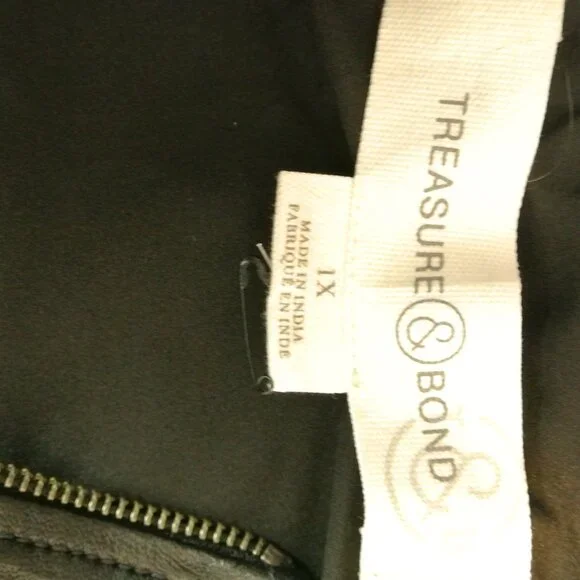 TREASURE & BOND
&
1X
MADE IN INDIA
FABRIQUÉ EN INDE